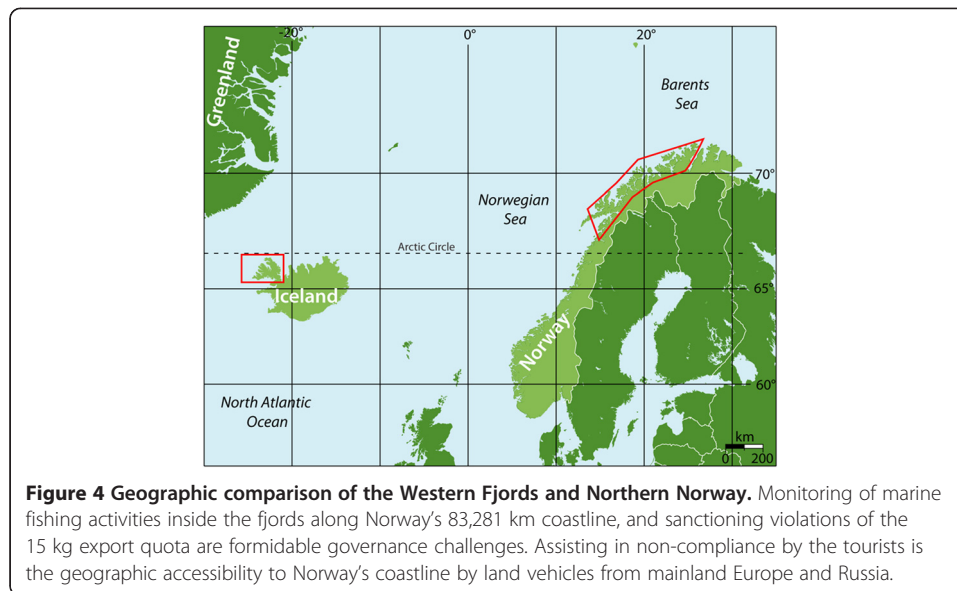 -20°
0°
20°
Greenland
Barents
Sea
70°
Norwegian
Sea
Arctic Circle
65°
Iceland
Norway
60°
North Atlantic
Ocean
km
0 200
Figure 4 Geographic comparison of the Western Fjords and Northern Norway. Monitoring of marine
fishing activities inside the fjords along Norway's 83,281 km coastline, and sanctioning violations of the
15 kg export quota are formidable governance challenges. Assisting in non-compliance by the tourists is
the geographic accessibility to Norway's coastline by land vehicles from mainland Europe and Russia.